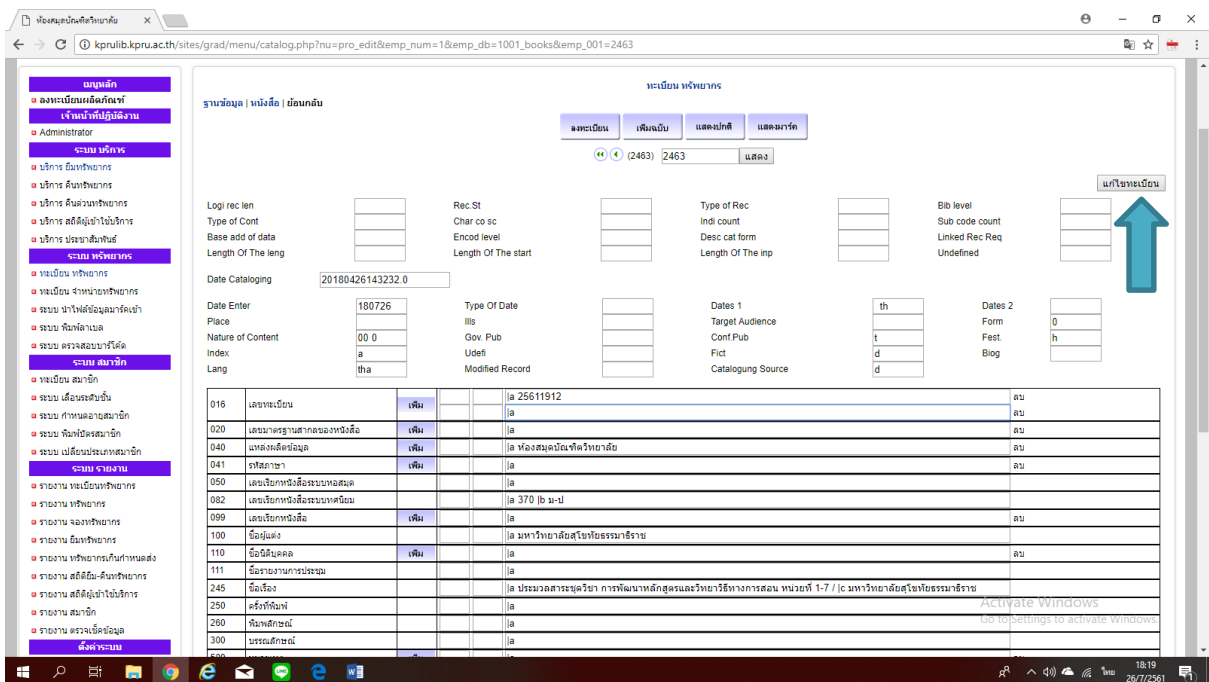 ห้องสมุดบัณฑิตวิทยาลัย
kprulib.kpru.ac.th/sites/grad/menu/catalog.php?nu=pro_edit&emp_num=1&emp_db=1001_books&emp_001=2463
เมนูหลัก
ลงทะเบียนผลิตภัณฑ์
เจ้าหน้าที่ปฏิบัติงาน
Administrator
ระบบ บริการ
บริการ ยืมทรัพยากร
บริการ คืนทรัพยากร
บริการ คืนด่วนทรัพยากร
บริการ สถิติผู้เข้าใช้บริการ
บริการ ประชาสัมพันธ์
ระบบ ทรัพยากร
ทะเบียน ทรัพยากร
ทะเบียน จำหน่ายทรัพยากร
ระบบ นำไฟล์ข้อมูลมาร์คเข้า
ระบบ พิมพ์ลาเบล
ระบบ ตรวจสอบบาร์โค้ด
ระบบ สมาชิก
ทะเบียน สมาชิก
ระบบ เลื่อนระดับชั้น
ระบบ กำหนดอายุสมาชิก
ระบบ พิมพ์บัตรสมาชิก
ระบบ เปลี่ยนประเภทสมาชิก
ระบบ รายงาน
รายงาน ทะเบียนทรัพยากร
รายงาน ทรัพยากร
รายงาน จองทรัพยากร
รายงาน ยืมทรัพยากร
รายงาน ทรัพยากรเกินกำหนดส่ง
รายงาน สถิติยืม-คืนทรัพยากร
รายงาน สถิติผู้เข้าใช้บริการ
รายงาน สมาชิก
รายงาน ตรวจเช็คข้อมูล
ตั้งค่าระบบ
ทะเบียน ทรัพยากร
ฐานข้อมูล | หนังสือ | ย้อนกลับ
ลงทะเบียน เพิ่มฉบับ แสดงปกติ แสดงมาร์ค
(2463) 2463 แสดง
แก้ไขทะเบียน
Logi rec len Rec.St Type of Rec Bib level
Type of Cont Char co sc Indi count Sub code count
Base add of data Encod level Desc cat form Linked Rec Req
Length Of The leng Length Of The start Length Of The inp Undefined
Date Cataloging 20180426143232.0
Date Enter 180726 Type Of Date Dates 1 th Dates 2
Place Ills Target Audience Form 0
Nature of Content 00 0 Gov. Pub Conf.Pub t Fest. h
Index a Udefi Fict d Biog
Lang tha Modified Record Catalogung Source d
016 เลขทะเบียน เพิ่ม |a 25611912 ลบ
|a ลบ
020 เลขมาตรฐานสากลของหนังสือ เพิ่ม |a ลบ
040 แหล่งผลิตข้อมูล เพิ่ม |a ห้องสมุดบัณฑิตวิทยาลัย ลบ
041 รหัสภาษา เพิ่ม |a ลบ
050 เลขเรียกหนังสือระบบหอสมุด |a
082 เลขเรียกหนังสือระบบทศนิยม |a 370 |b ม-ป
099 เลขเรียกหนังสือ เพิ่ม |a ลบ
100 ชื่อผู้แต่ง |a มหาวิทยาลัยสุโขทัยธรรมาธิราช
110 ชื่อนิติบุคคล เพิ่ม |a ลบ
111 ชื่อรายงานการประชุม |a
245 ชื่อเรื่อง |a ประมวลสาระชุดวิชา การพัฒนาหลักสูตรและวิทยาวิธีทางการสอน หน่วยที่ 1-7 / |c มหาวิทยาลัยสุโขทัยธรรมาธิราช
250 ครั้งที่พิมพ์ |a
260 พิมพลักษณ์ |a
300 บรรณลักษณ์ |a
Activate Windows
Go to Settings to activate Windows.
ไทย
18:19
26/7/2561